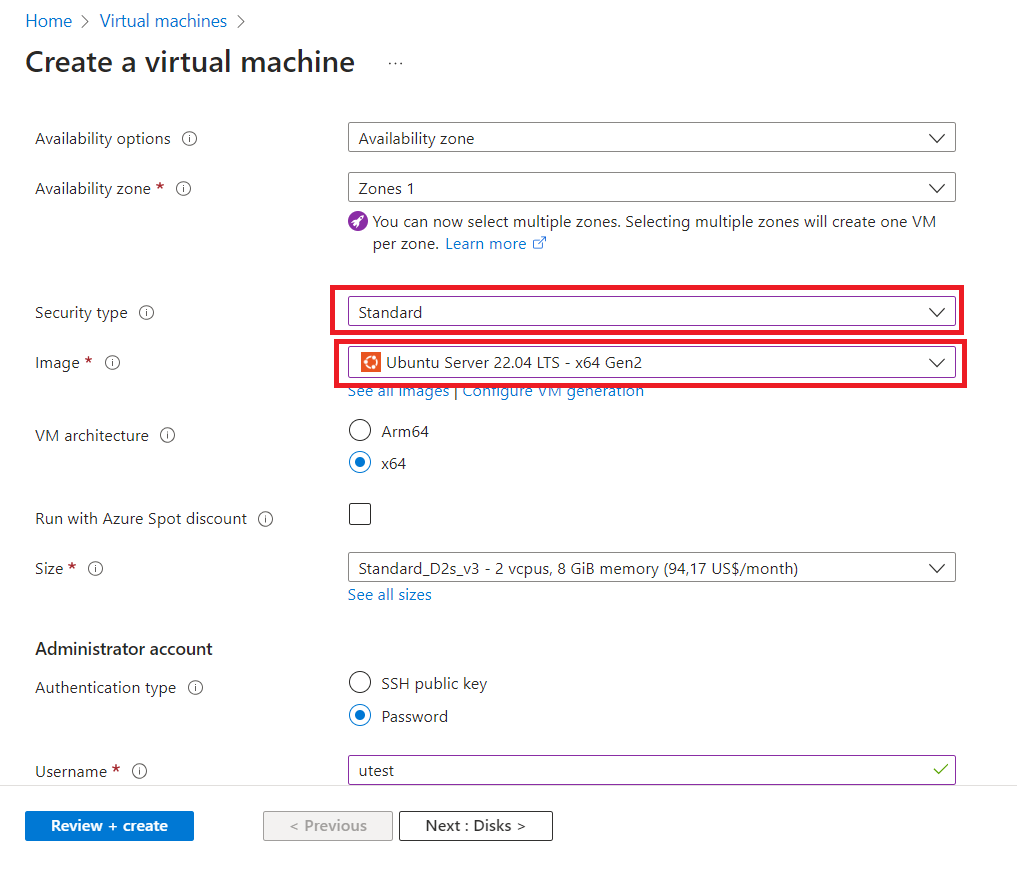 Home > Virtual machines >
Create a virtual machine ...
Availability options Availability zone
Availability zone * Zones 1
You can now select multiple zones. Selecting multiple zones will create one VM
per zone. Learn more
Security type Standard
Image * Ubuntu Server 22.04 LTS - x64 Gen2
See all images | Configure VM generation
VM architecture Arm64
x64
Run with Azure Spot discount
Size * Standard_D2s_v3 - 2 vcpus, 8 GiB memory (94,17 US$/month)
See all sizes
Administrator account
Authentication type SSH public key
Password
Username * utest
Review + create < Previous Next : Disks >